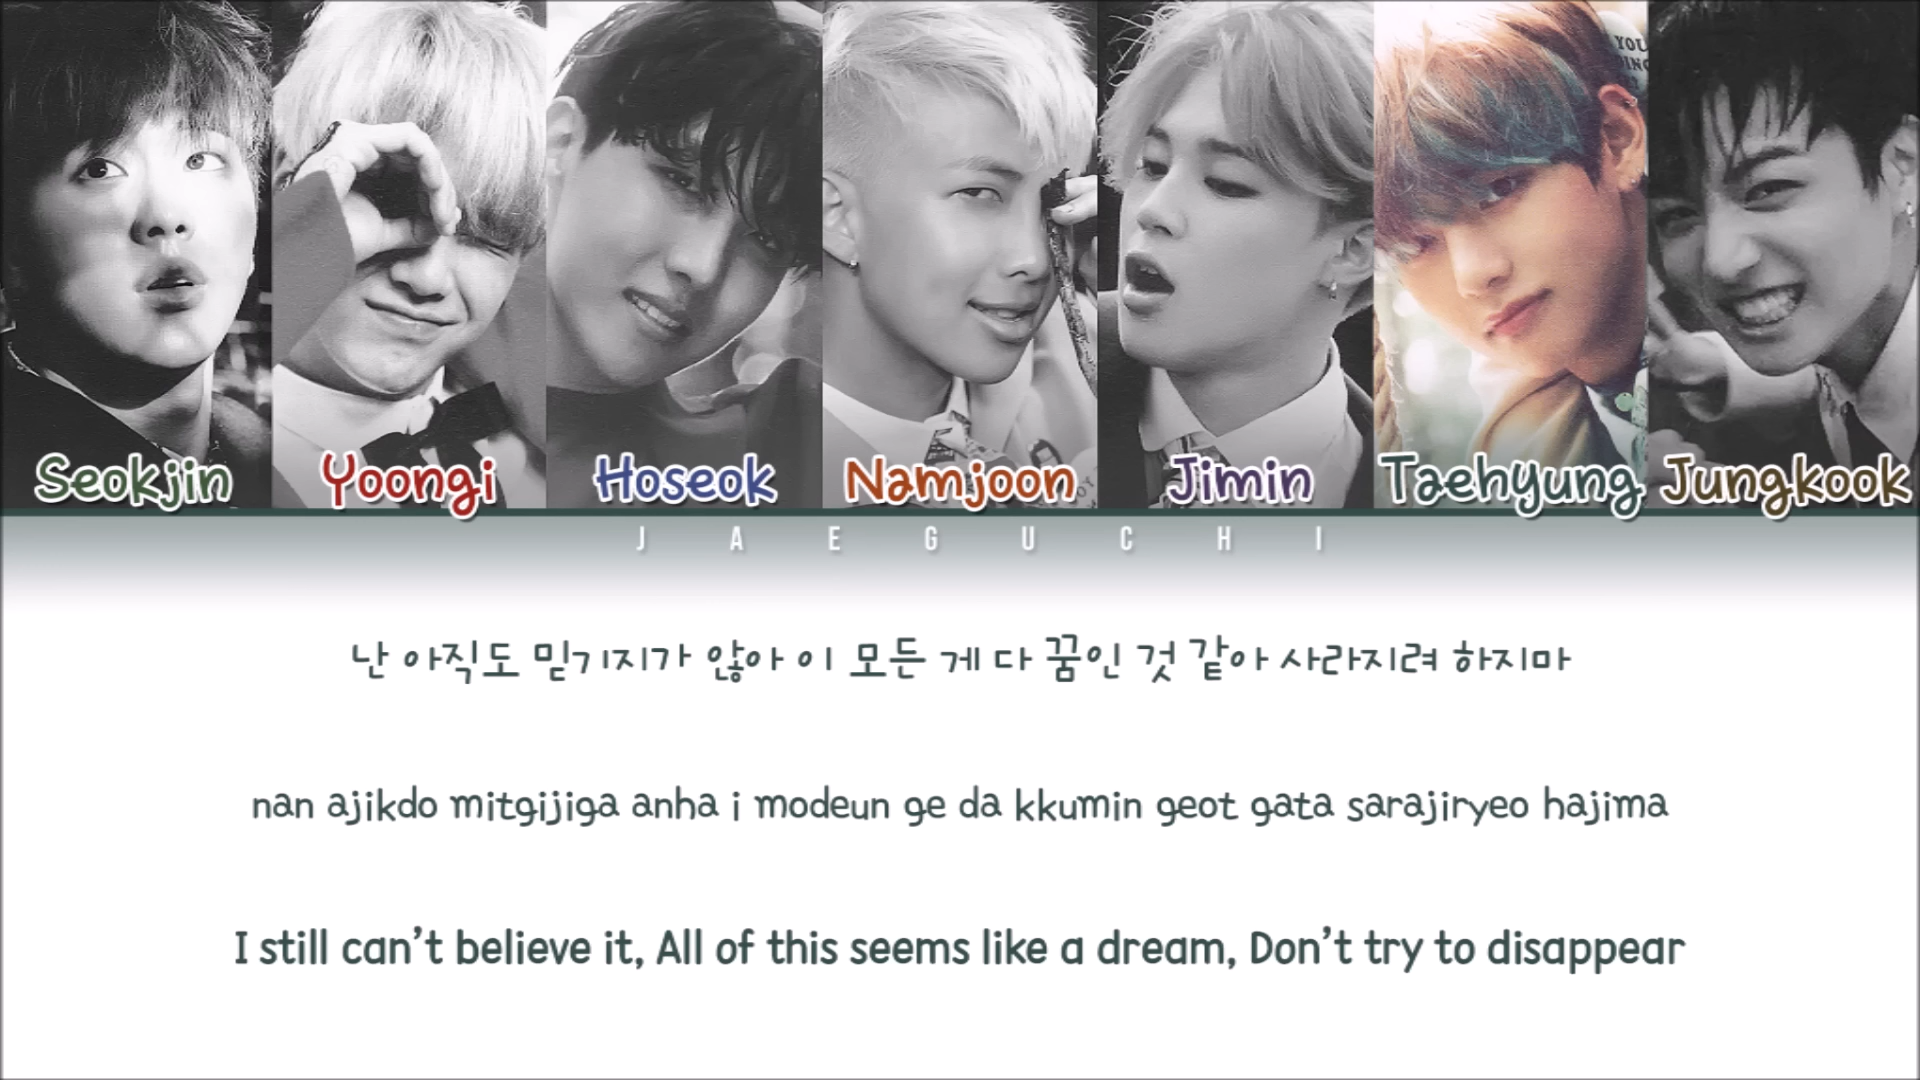 YOU
Seokjin Yoongi Hoseok Namjoon Jimin Taehyung Jungkook
JAEGUCHI
난 아직도 믿기지가 않아 이 모든 게 다 꿈인 것 같아 사라지려 하지마
nan ajikdo mitgijiga anha i modeun ge da kkumin geot gata sarajiryeo hajima
I still can't believe it, All of this seems like a dream, Don't try to disappear